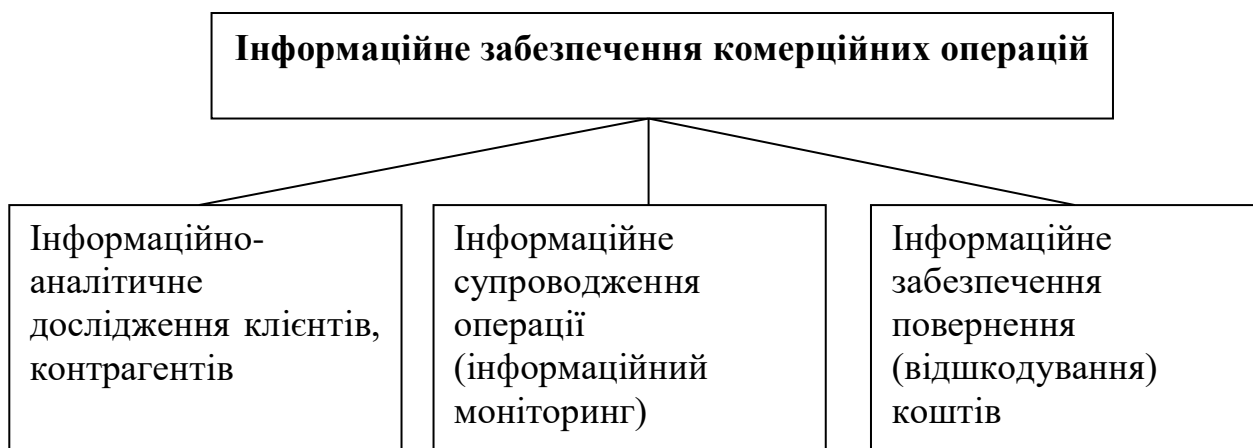 Інформаційне забезпечення комерційних операцій
Інформаційно-
аналітичне
дослідження клієнтів,
контрагентів
Інформаційне
супроводження
операції
(інформаційний
моніторинг)
Інформаційне
забезпечення
повернення
(відшкодування)
коштів